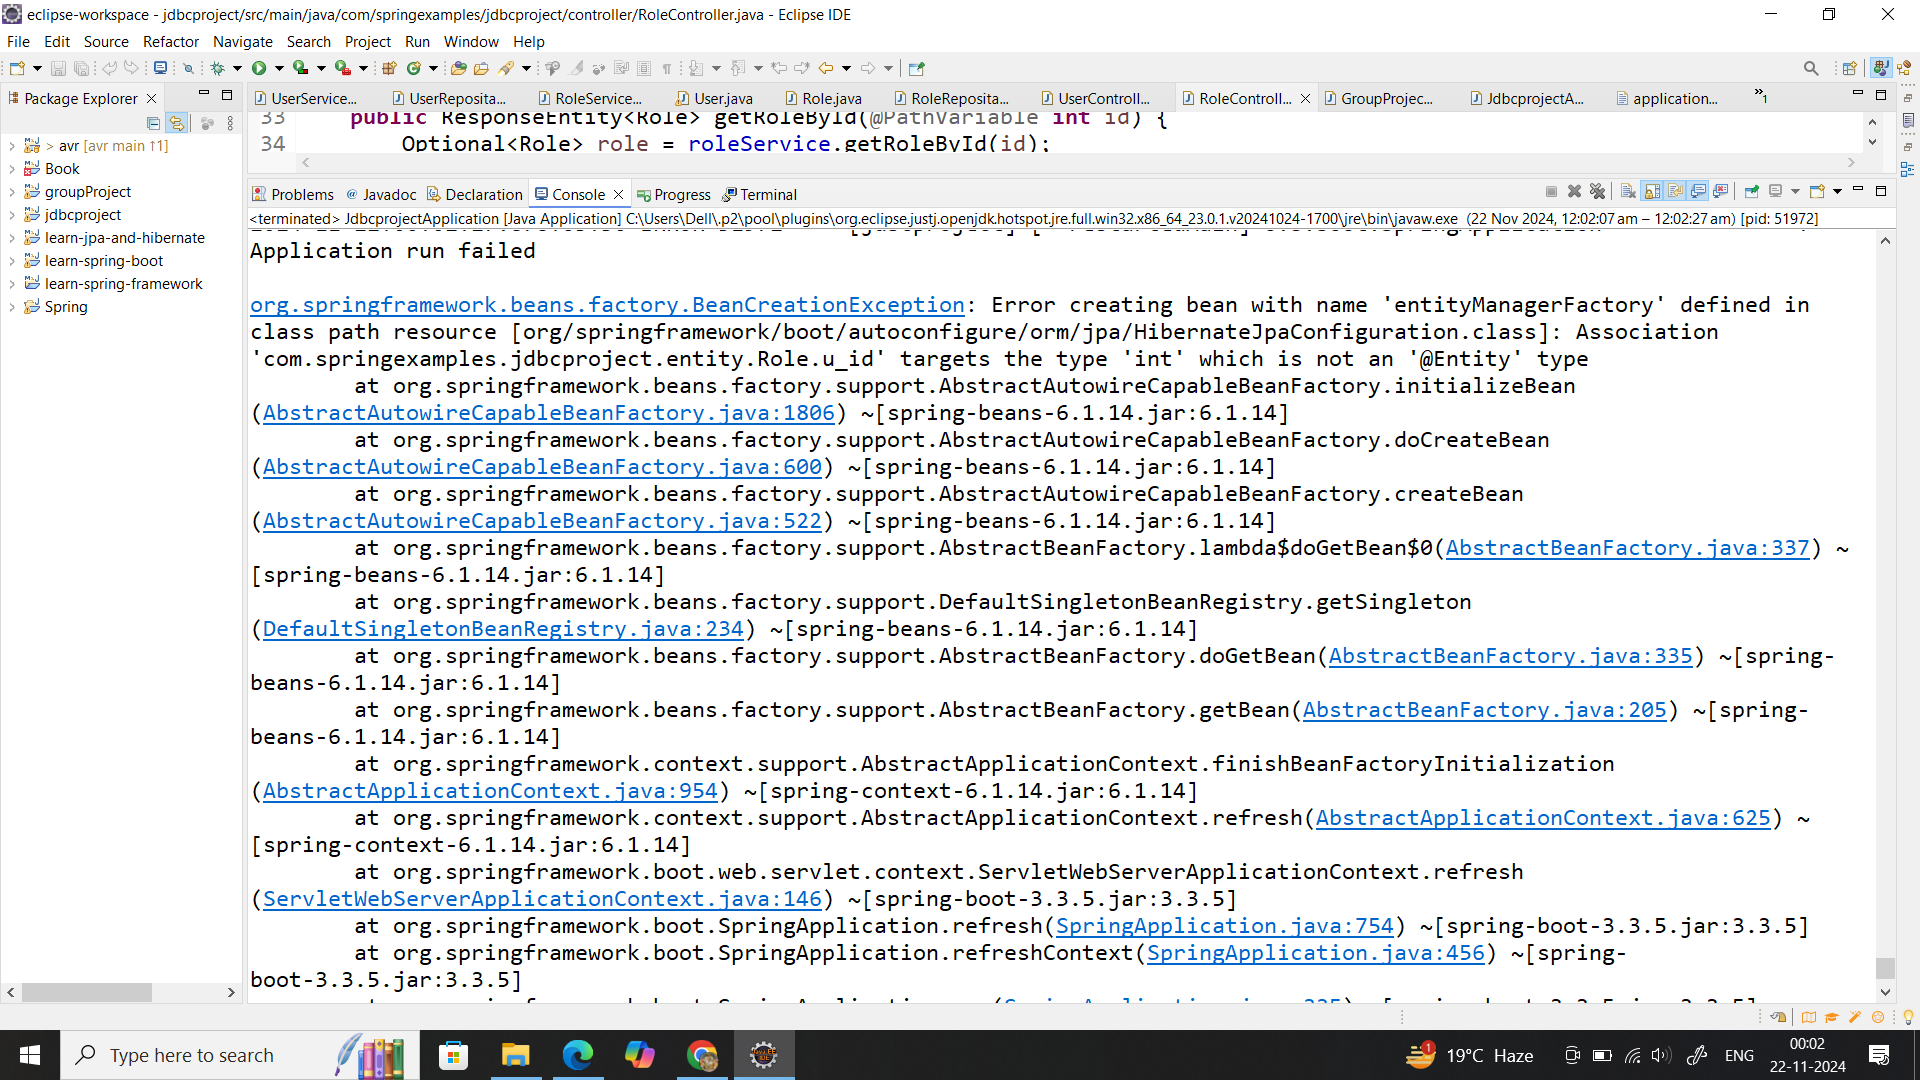 eclipse-workspace - jdbcproject/src/main/java/com/springexamples/jdbcproject/controller/RoleController.java - Eclipse IDE
File Edit Source Refactor Navigate Search Project Run Window Help
Package Explorer
UserService... UserReposita... RoleService... User.java Role.java RoleReposita... UserControll... RoleControll... GroupProjec... JdbcprojectA... application... »1
> avr [avr main ↑1]
Book
groupProject
jdbcproject
learn-jpa-and-hibernate
learn-spring-boot
learn-spring-framework
Spring
33 public ResponseEntity<Role> getRoleById(@PathVariable int id) {
34 Optional<Role> role = roleService.getRoleById(id);
Problems @ Javadoc Declaration Console Progress Terminal
<terminated> JdbcprojectApplication [Java Application] C:\Users\Dell\.p2\pool\plugins\org.eclipse.justj.openjdk.hotspot.jre.full.win32.x86_64_23.0.1.v20241024-1700\jre\bin\javaw.exe (22 Nov 2024, 12:02:07 am – 12:02:27 am) [pid: 51972]
Application run failed
org.springframework.beans.factory.BeanCreationException: Error creating bean with name 'entityManagerFactory' defined in
class path resource [org/springframework/boot/autoconfigure/orm/jpa/HibernateJpaConfiguration.class]: Association
'com.springexamples.jdbcproject.entity.Role.u_id' targets the type 'int' which is not an '@Entity' type
at org.springframework.beans.factory.support.AbstractAutowireCapableBeanFactory.initializeBean
(AbstractAutowireCapableBeanFactory.java:1806) ~[spring-beans-6.1.14.jar:6.1.14]
at org.springframework.beans.factory.support.AbstractAutowireCapableBeanFactory.doCreateBean
(AbstractAutowireCapableBeanFactory.java:600) ~[spring-beans-6.1.14.jar:6.1.14]
at org.springframework.beans.factory.support.AbstractAutowireCapableBeanFactory.createBean
(AbstractAutowireCapableBeanFactory.java:522) ~[spring-beans-6.1.14.jar:6.1.14]
at org.springframework.beans.factory.support.AbstractBeanFactory.lambda$doGetBean$0(AbstractBeanFactory.java:337) ~
[spring-beans-6.1.14.jar:6.1.14]
at org.springframework.beans.factory.support.DefaultSingletonBeanRegistry.getSingleton
(DefaultSingletonBeanRegistry.java:234) ~[spring-beans-6.1.14.jar:6.1.14]
at org.springframework.beans.factory.support.AbstractBeanFactory.doGetBean(AbstractBeanFactory.java:335) ~[spring-
beans-6.1.14.jar:6.1.14]
at org.springframework.beans.factory.support.AbstractBeanFactory.getBean(AbstractBeanFactory.java:205) ~[spring-
beans-6.1.14.jar:6.1.14]
at org.springframework.context.support.AbstractApplicationContext.finishBeanFactoryInitialization
(AbstractApplicationContext.java:954) ~[spring-context-6.1.14.jar:6.1.14]
at org.springframework.context.support.AbstractApplicationContext.refresh(AbstractApplicationContext.java:625) ~
[spring-context-6.1.14.jar:6.1.14]
at org.springframework.boot.web.servlet.context.ServletWebServerApplicationContext.refresh
(ServletWebServerApplicationContext.java:146) ~[spring-boot-3.3.5.jar:3.3.5]
at org.springframework.boot.SpringApplication.refresh(SpringApplication.java:754) ~[spring-boot-3.3.5.jar:3.3.5]
at org.springframework.boot.SpringApplication.refreshContext(SpringApplication.java:456) ~[spring-
boot-3.3.5.jar:3.3.5]
Type here to search
1 19°C Haze ENG 00:02
22-11-2024